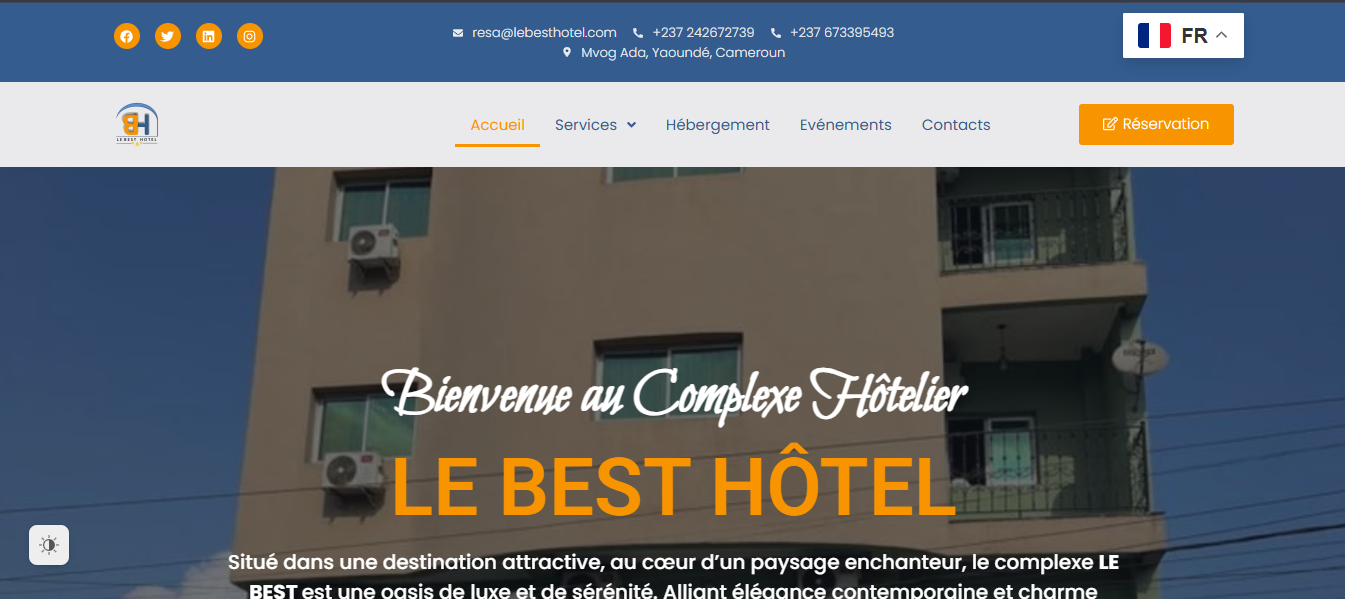 resa@lebesthotel.com +237 242672739 +237 673395493
Mvog Ada, Yaoundé, Cameroun
FR
BH
LE BEST HOTEL
Accueil Services Hébergement Evénements Contacts
Réservation
Bienvenue au Complexe Hôtelier
LE BEST HÔTEL
Situé dans une destination attractive, au cœur d’un paysage enchanteur, le complexe LE
BEST est une oasis de luxe et de sérénité. Alliant élégance contemporaine et charme